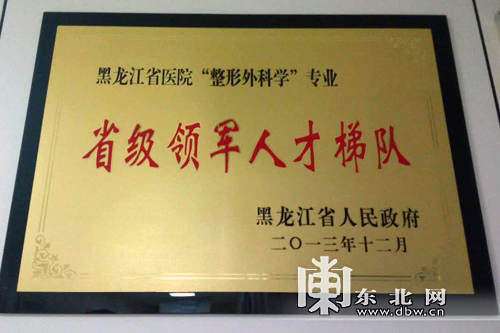 黑龙江省医院“整形外科学”专业
省级领军人才梯队
黑龙江省人民政府
二〇一三年十二月
东北网
www.dbw.cn